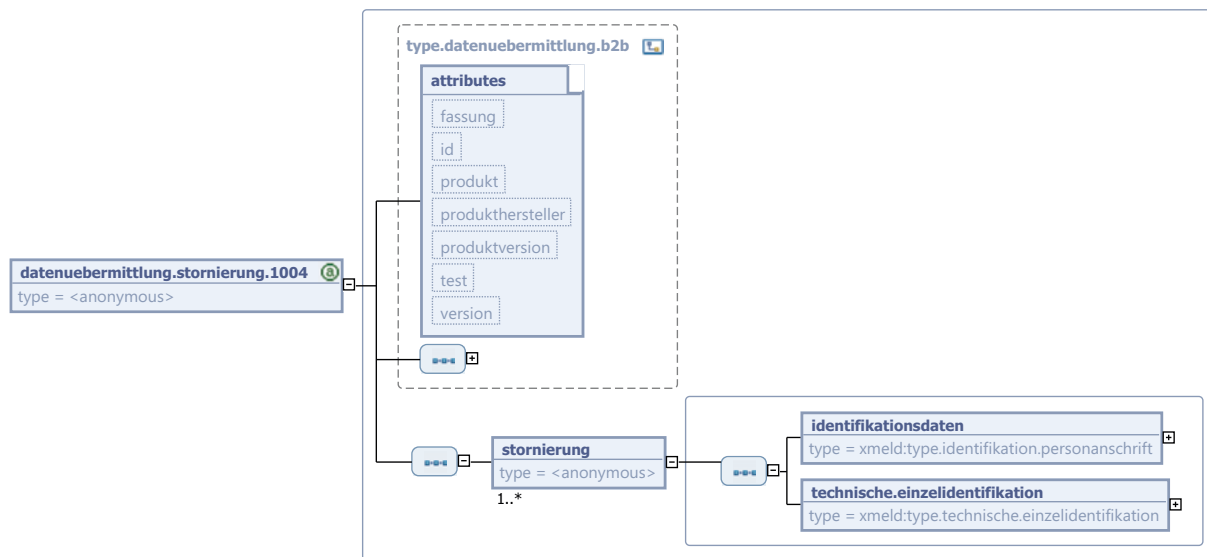 type.datenuebermittlung.b2b
attributes
fassung
id
produkt
produkthersteller
produktversion
test
version
datenuebermittlung.stornierung.1004
type = <anonymous>
stornierung
type = <anonymous>
1..*
identifikationsdaten
type = xmeld:type.identifikation.personanschrift
technische.einzelidentifikation
type = xmeld:type.technische.einzelidentifikation